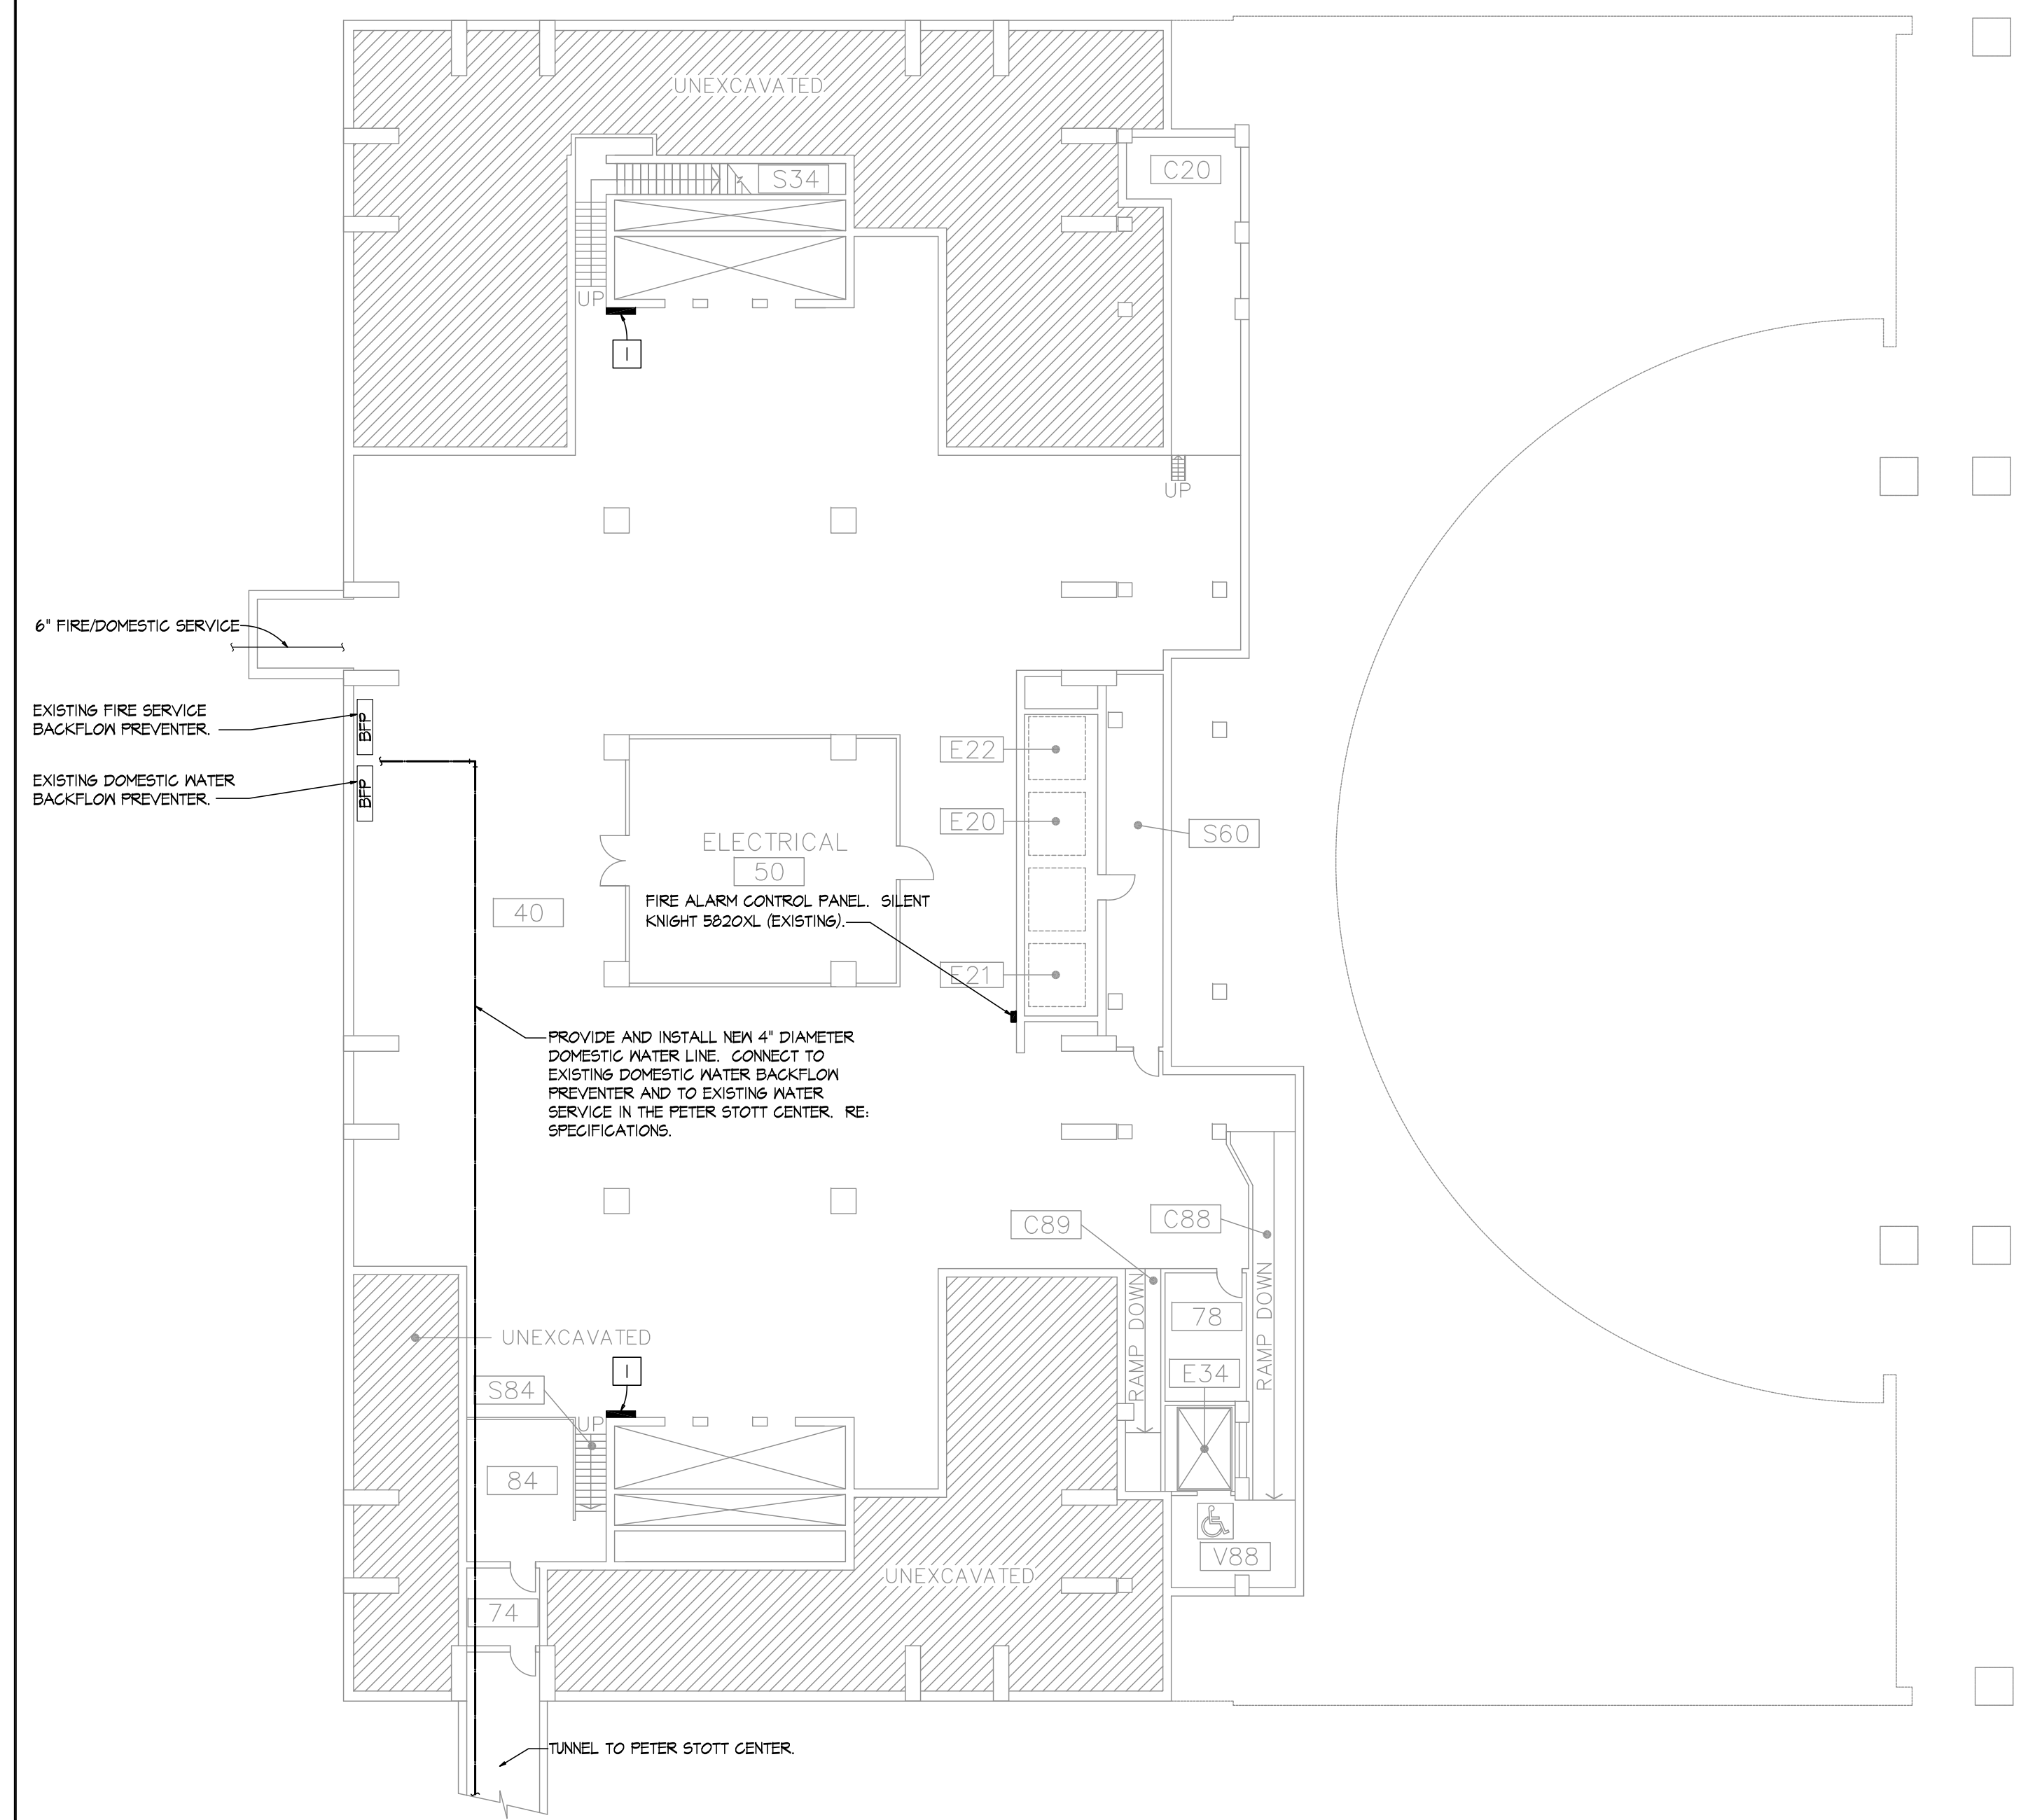 UNEXCAVATED
S34
C20
UP
1
UP
6" FIRE/DOMESTIC SERVICE
EXISTING FIRE SERVICE
BACKFLOW PREVENTER.
BFP
EXISTING DOMESTIC WATER
BACKFLOW PREVENTER.
BFP
E22
E20
S60
ELECTRICAL
50
40
FIRE ALARM CONTROL PANEL. SILENT
KNIGHT 5820XL (EXISTING).
E21
PROVIDE AND INSTALL NEW 4" DIAMETER
DOMESTIC WATER LINE. CONNECT TO
EXISTING DOMESTIC WATER BACKFLOW
PREVENTER AND TO EXISTING WATER
SERVICE IN THE PETER STOTT CENTER. RE:
SPECIFICATIONS.
C89
C88
RAMP DOWN
78
RAMP DOWN
UNEXCAVATED
1
E34
S84
UP
84
V88
UNEXCAVATED
74
TUNNEL TO PETER STOTT CENTER.